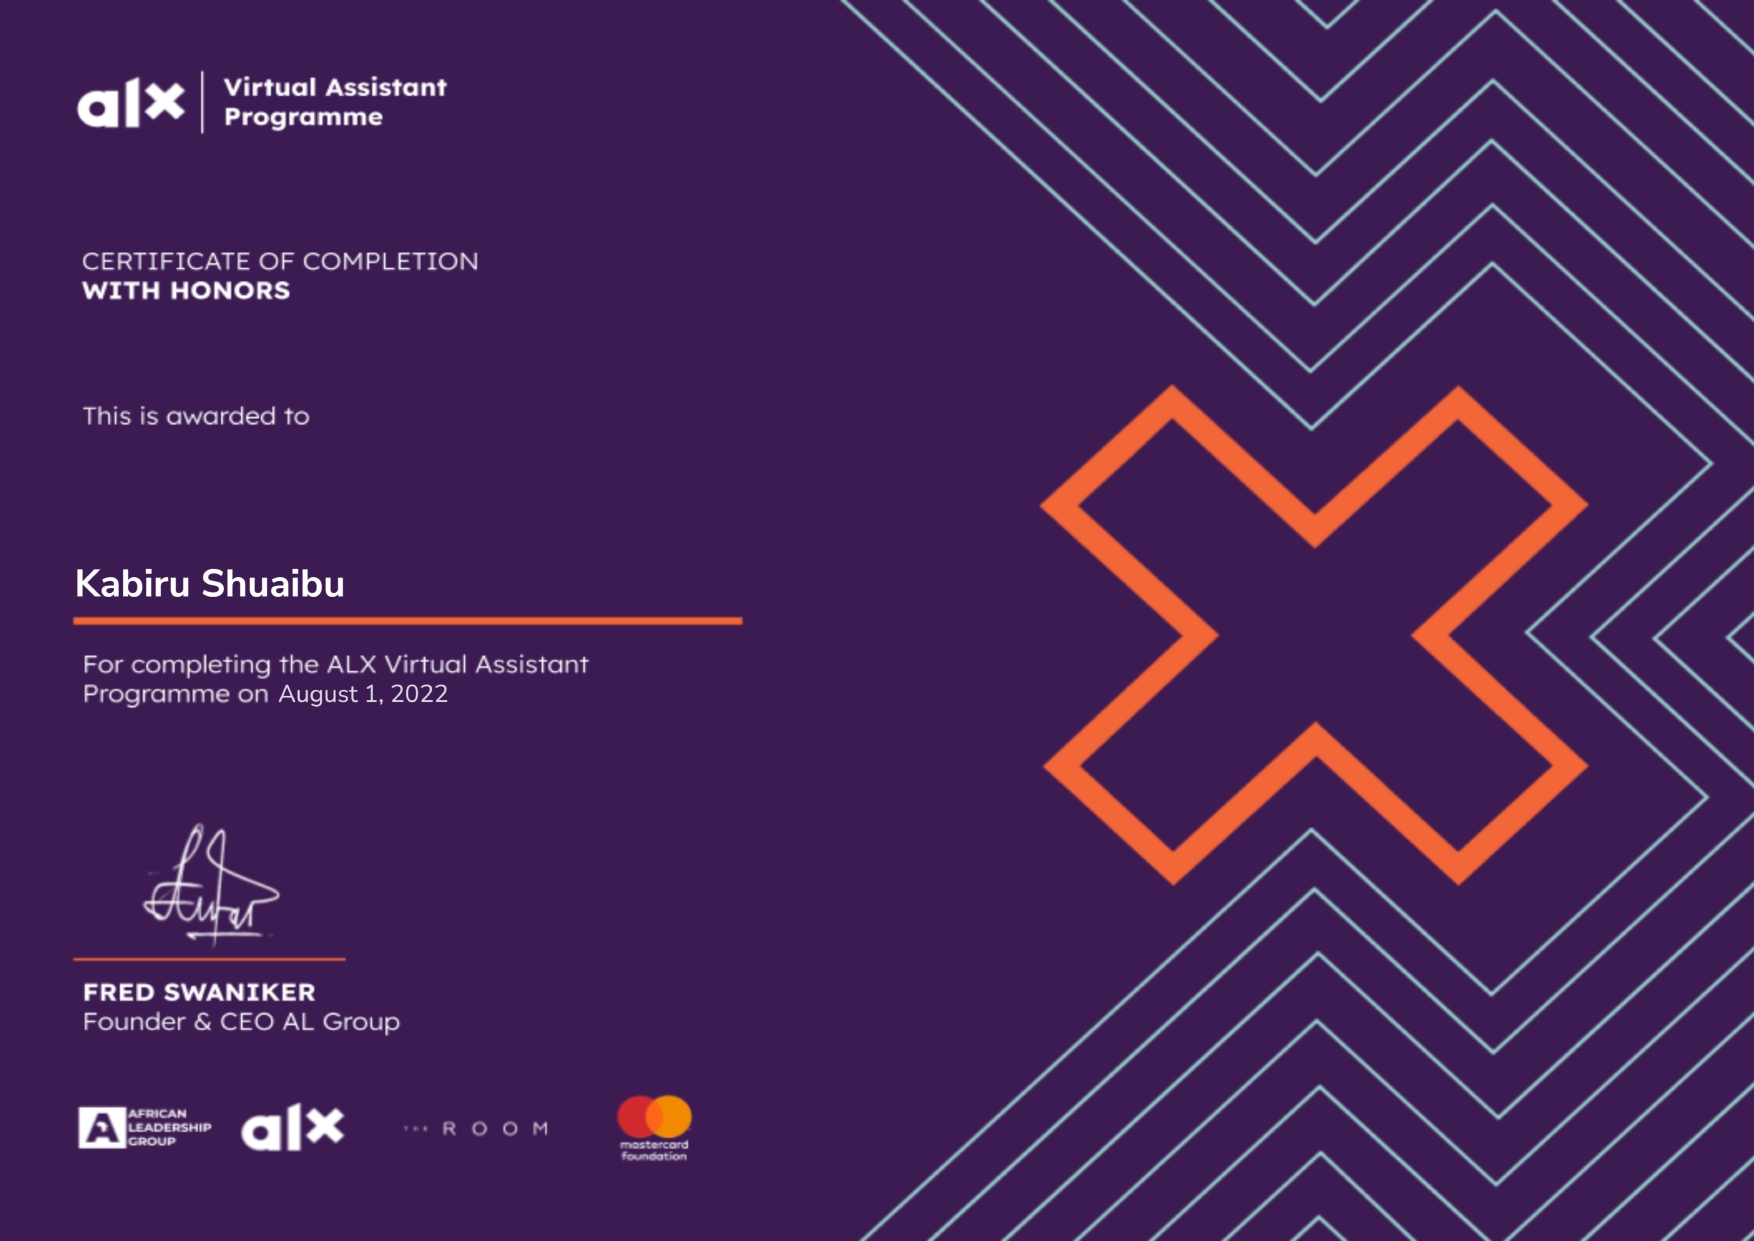 alx
Virtual Assistant
Programme
CERTIFICATE OF COMPLETION
WITH HONORS
This is awarded to
Kabiru Shuaibu
For completing the ALX Virtual Assistant
Programme on August 1, 2022
FRED SWANIKER
Founder & CEO AL Group
A AFRICAN
LEADERSHIP
GROUP
alx
THE ROOM
mastercard
foundation